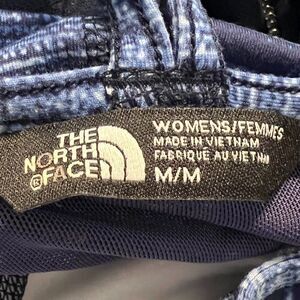 THE
NORTH
FACE
®
WOMENS/FEMMES
MADE IN VIETNAM
FABRIQUÉ AU VIETNAM
M/M